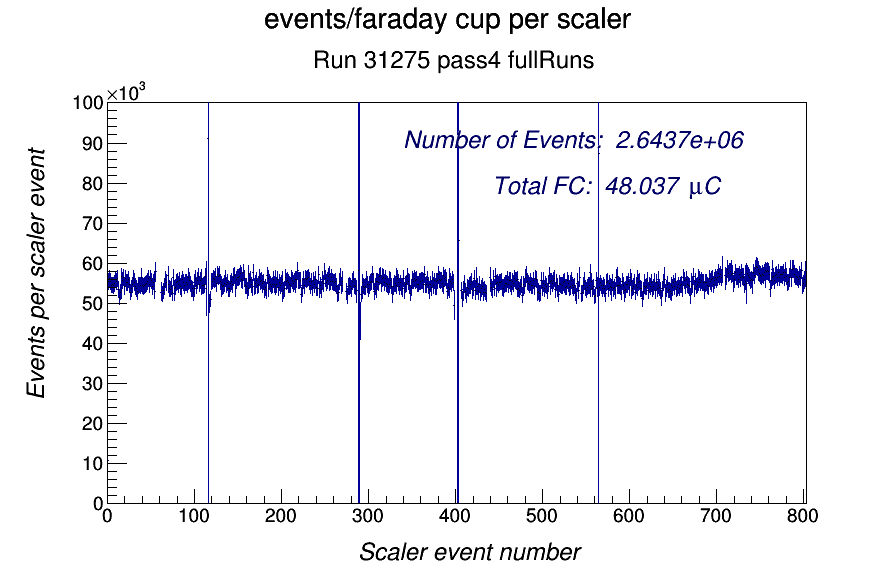 events/faraday cup per scaler
Run 31275 pass4 fullRuns
×10³
100
90
80
70
60
50
40
30
20
10
0
Events per scaler event
Number of Events: 2.6437e+06
Total FC: 48.037 μC
0 100 200 300 400 500 600 700 800
Scaler event number